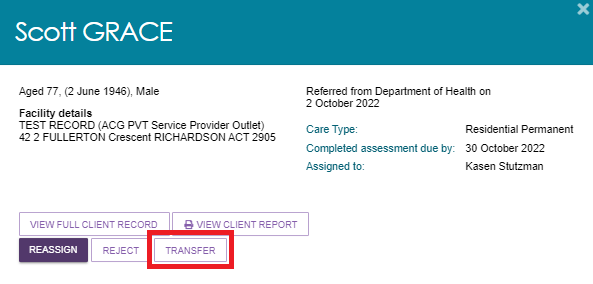 Scott GRACE
Aged 77, (2 June 1946), Male
Facility details
TEST RECORD (ACG PVT Service Provider Outlet)
42 2 FULLERTON Crescent RICHARDSON ACT 2905
Referred from Department of Health on
2 October 2022
Care Type: Residential Permanent
Completed assessment due by: 30 October 2022
Assigned to: Kasen Stutzman
VIEW FULL CLIENT RECORD VIEW CLIENT REPORT
REASSIGN REJECT TRANSFER